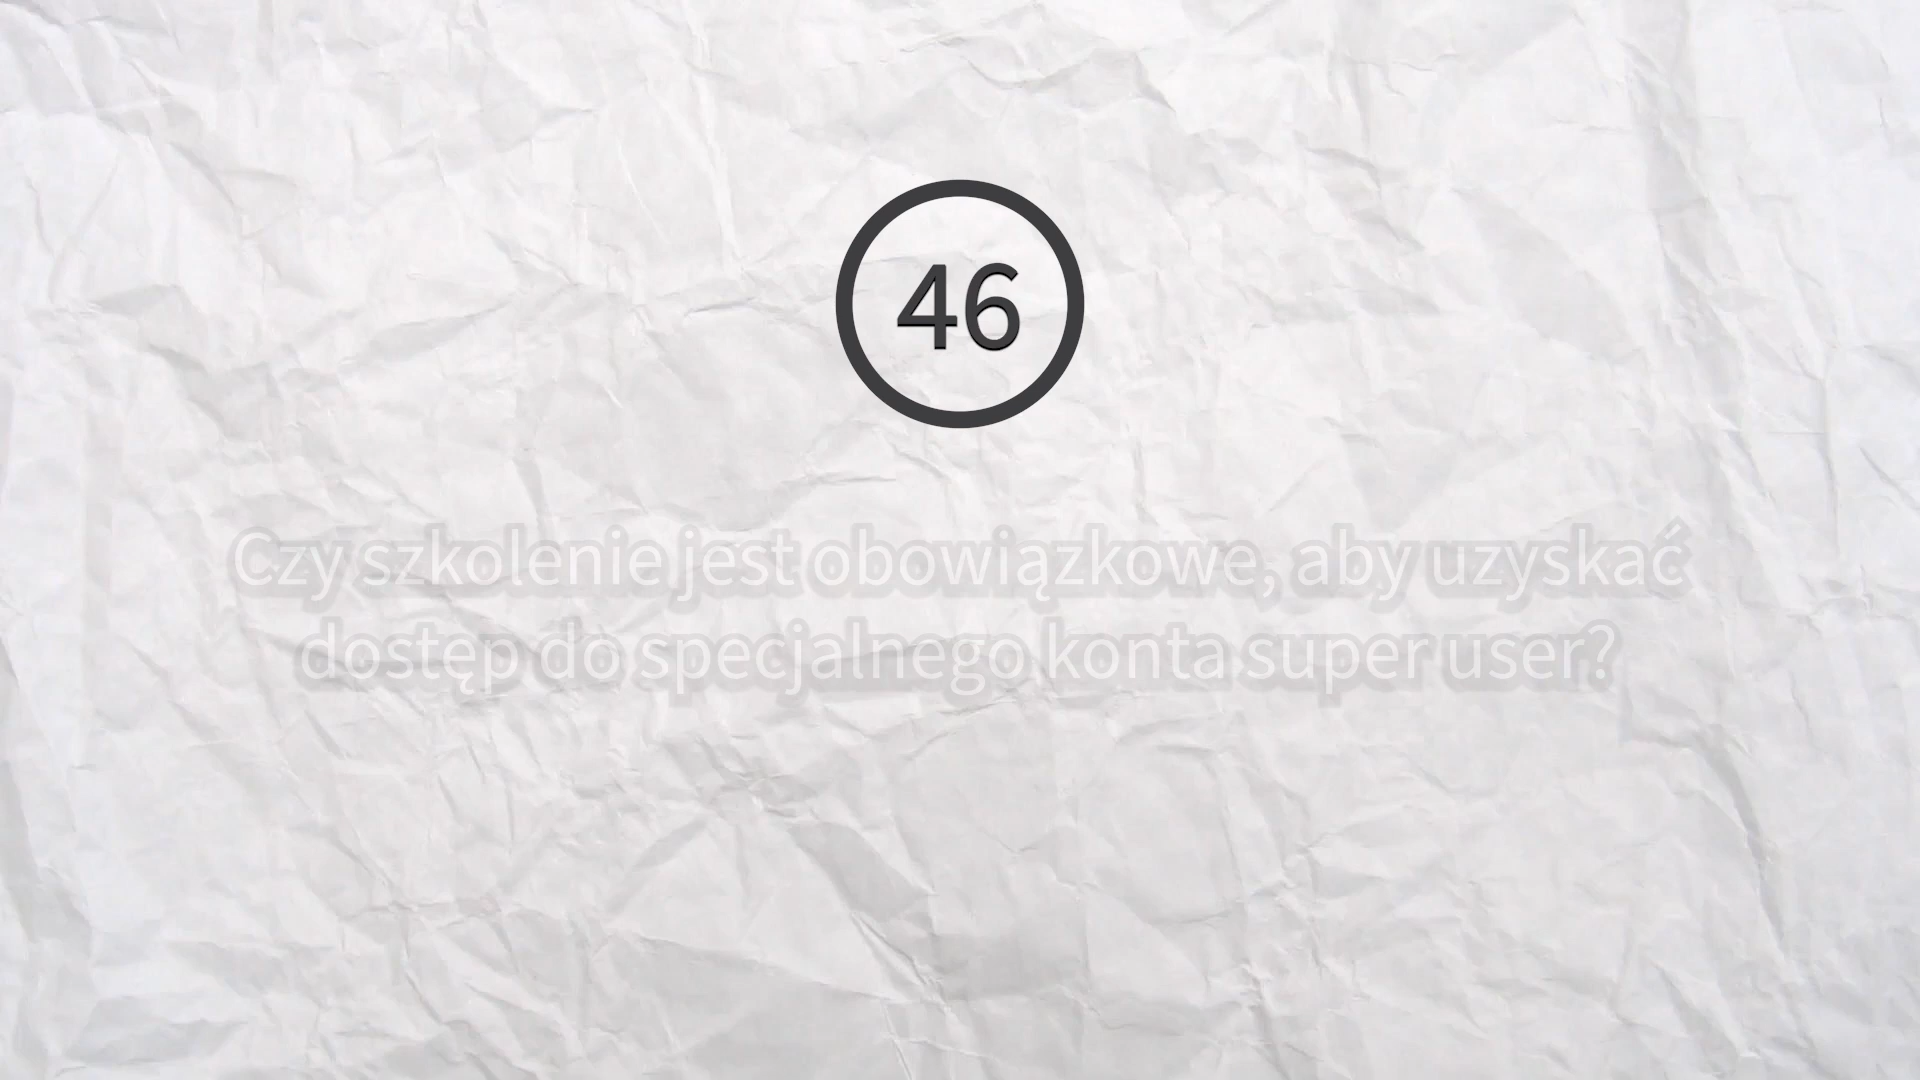 46
Czy szkolenie jest obowiązkowe, aby uzyskać
dostęp do specjalnego konta super user?